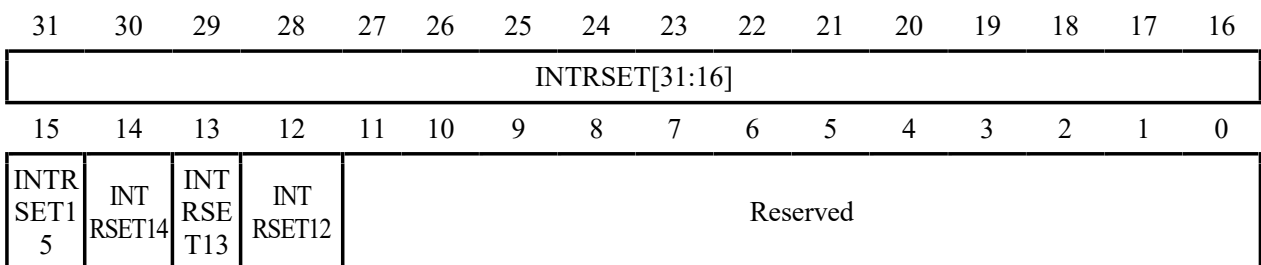 31 30 29 28 27 26 25 24 23 22 21 20 19 18 17 16
INTRSET[31:16]
15 14 13 12 11 10 9 8 7 6 5 4 3 2 1 0
INTR
SET1
5
INT
RSET14
INT
RSE
T13
INT
RSET12
Reserved